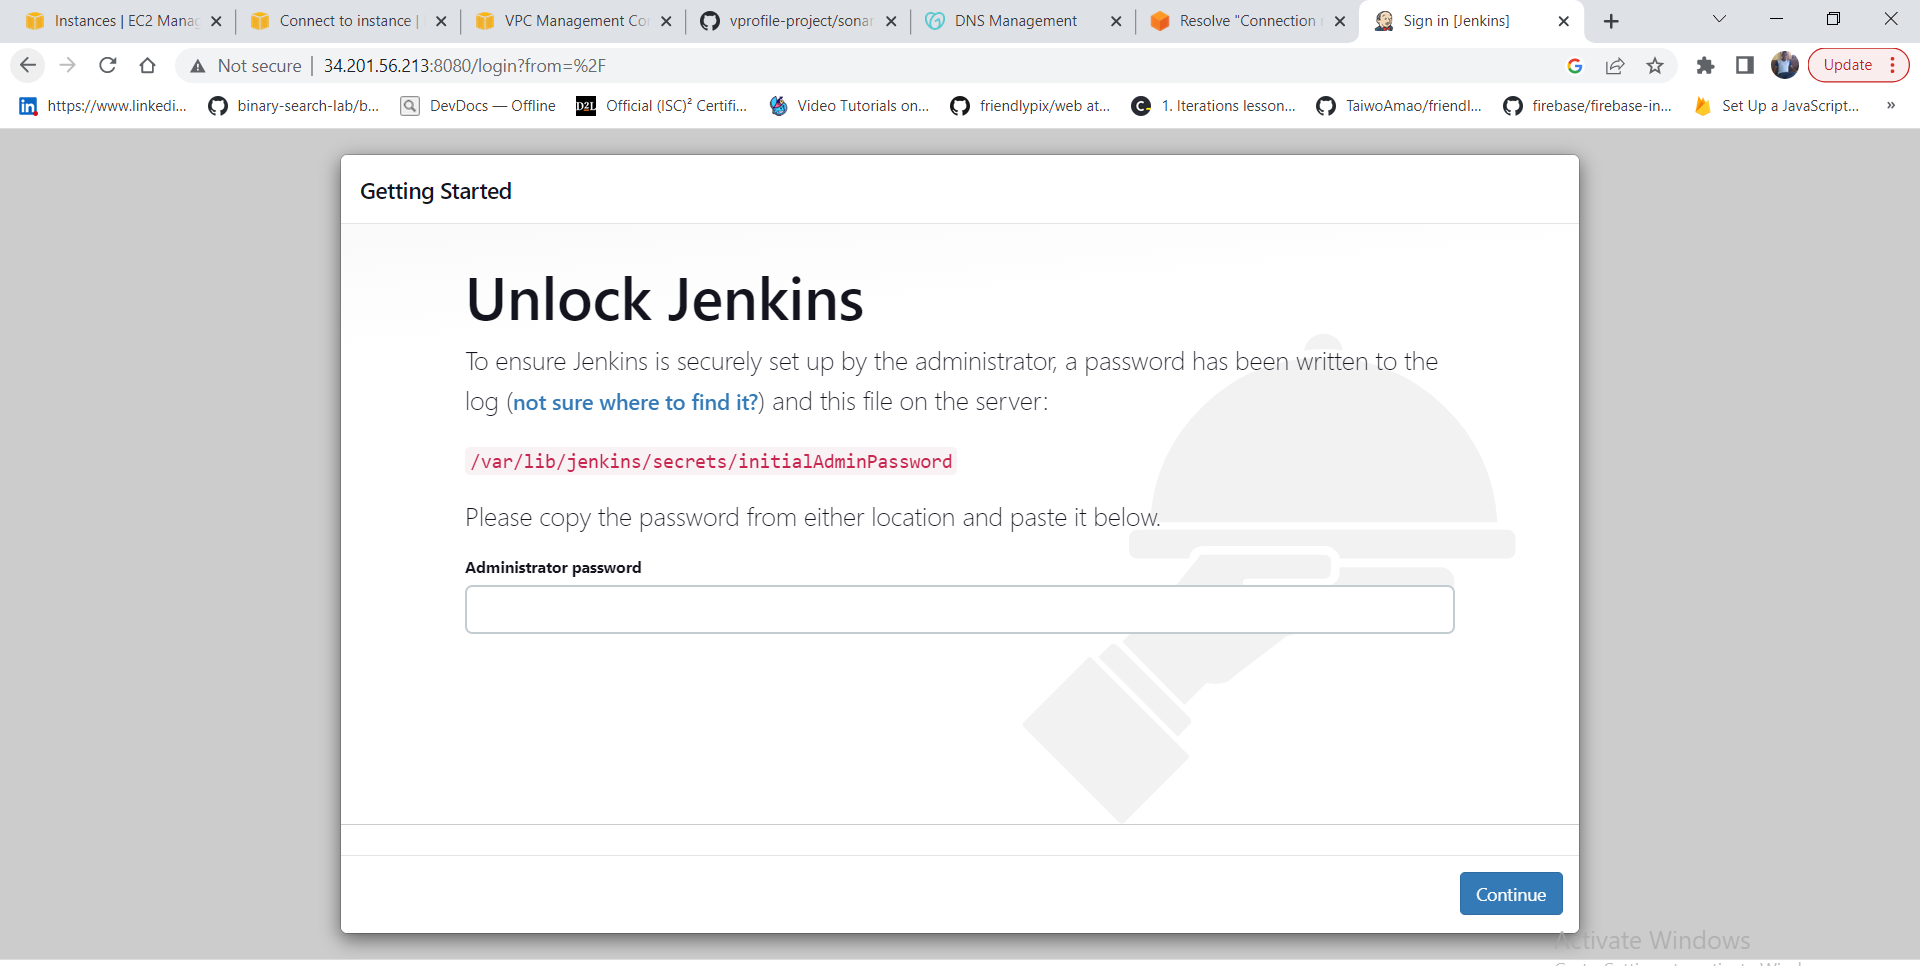 Instances | EC2 Manag
Connect to instance |
VPC Management Co
vprofile-project/sonar
DNS Management
Resolve "Connection
Sign in [Jenkins]
Not secure
34.201.56.213:8080/login?from=%2F
Update
https://www.linkedi...
binary-search-lab/b...
DevDocs — Offline
D2L
Official (ISC)² Certifi...
Video Tutorials on...
friendlypix/web at...
1. Iterations lesson...
TaiwoAmao/friendl...
firebase/firebase-in...
Set Up a JavaScript...
»
Getting Started
Unlock Jenkins
To ensure Jenkins is securely set up by the administrator, a password has been written to the
log (not sure where to find it?) and this file on the server:
/var/lib/jenkins/secrets/initialAdminPassword
Please copy the password from either location and paste it below.
Administrator password
Continue
Activate Windows